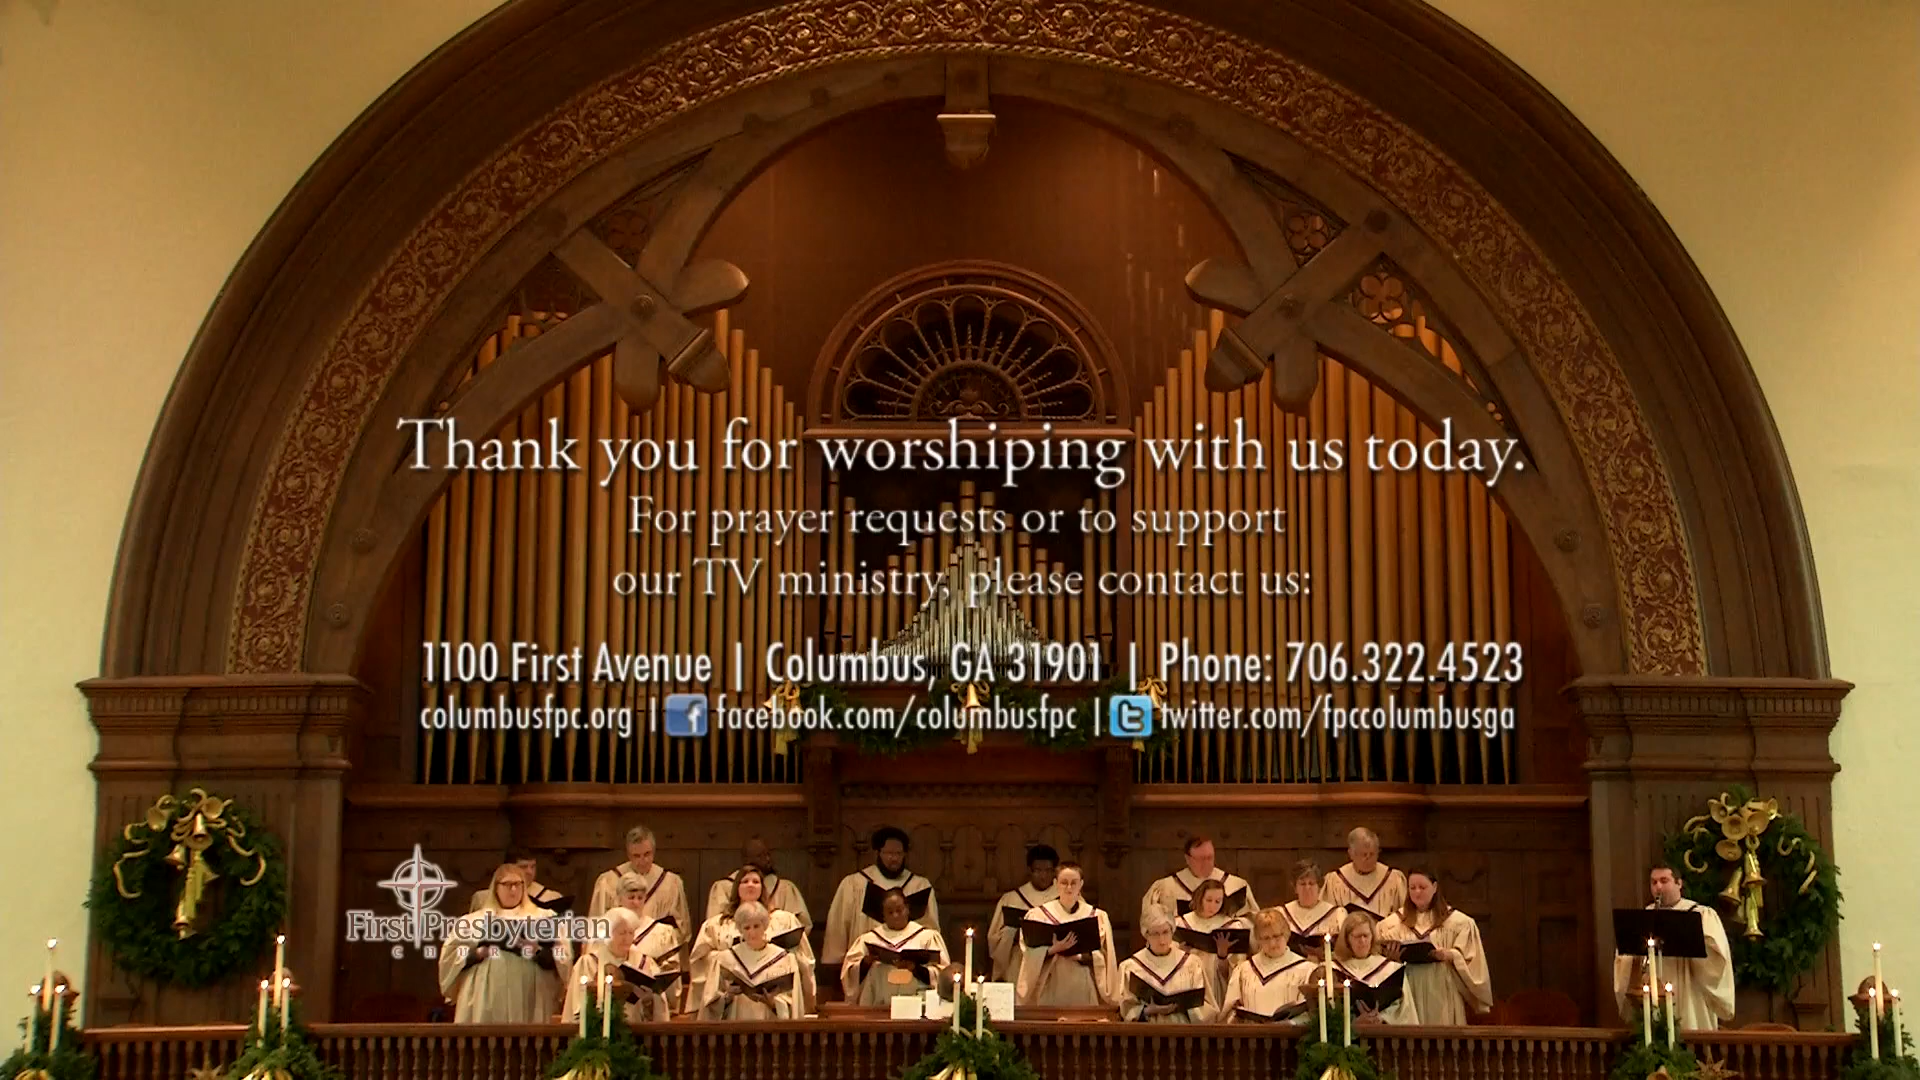 Thank you for worshiping with us today.
For prayer requests or to support
our TV ministry, please contact us:
1100 First Avenue | Columbus, GA 31901 | Phone: 706.322.4523
columbusfpc.org | f facebook.com/columbusfpc | t twitter.com/fpccolumbusga
First Presbyterian
CHURCH